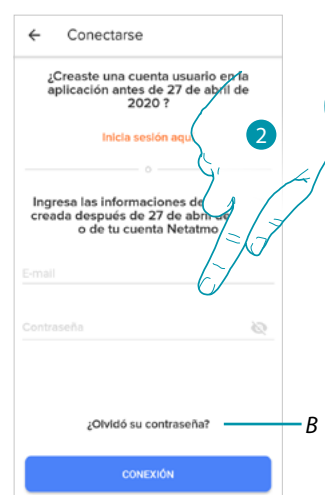 Conectarse
¿Creaste una cuenta usuario en la
aplicación antes de 27 de abril de
2020 ?
Inicia sesión aqu
2
o
Ingresa las informaciones de
creada después de 27 de abril de
o de tu cuenta Netatmo
E-mail
Contraseña
¿Olvidó su contraseña?
B
CONEXIÓN